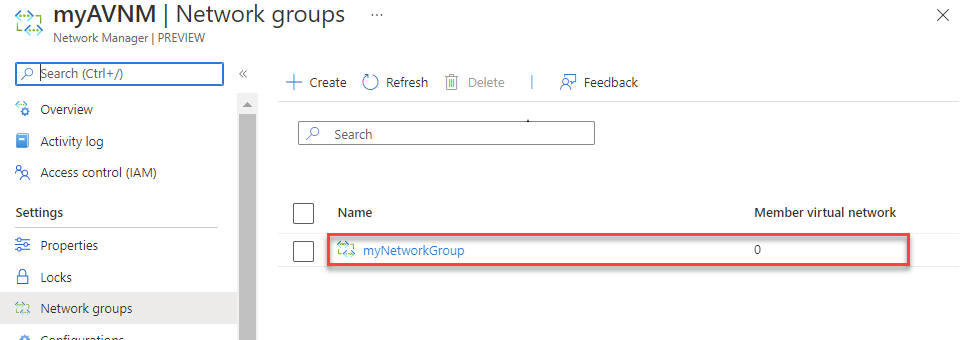 myAVNM | Network groups ...
Network Manager | PREVIEW
Search (Ctrl+/)
«
Overview
Activity log
Access control (IAM)
Settings
Properties
Locks
Network groups
Configurations
Create Refresh Delete | Feedback
Search
Name Member virtual network
myNetworkGroup 0